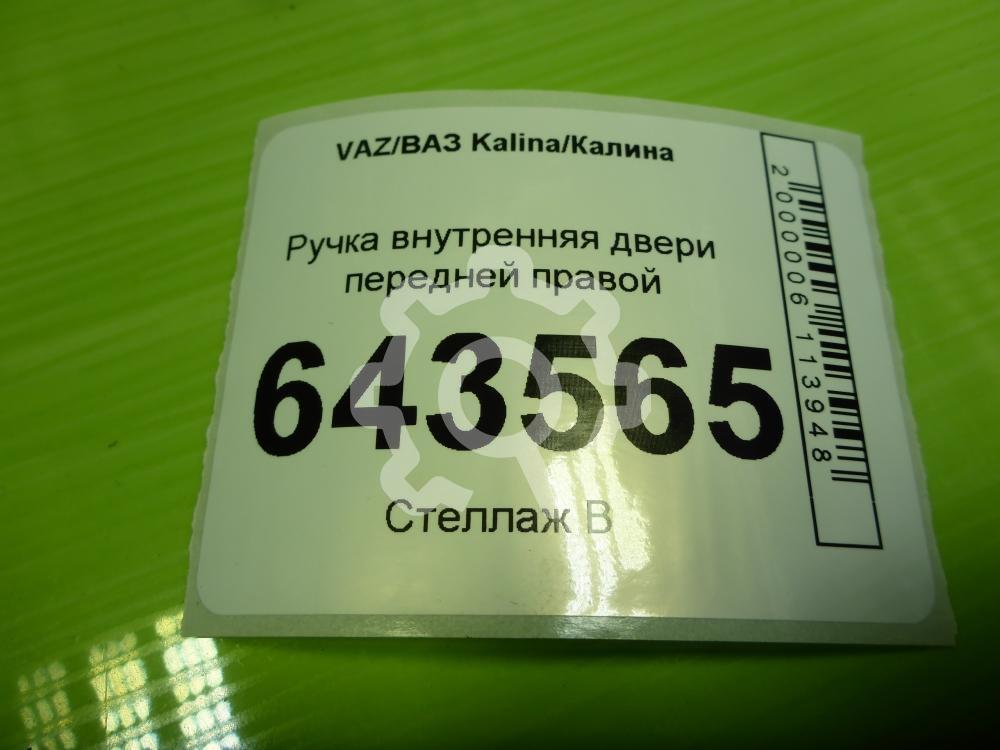 VAZ/ВАЗ Kalina/Калина
Ручка внутренняя двери
передней правой
643565
Стеллаж В
2000006113948